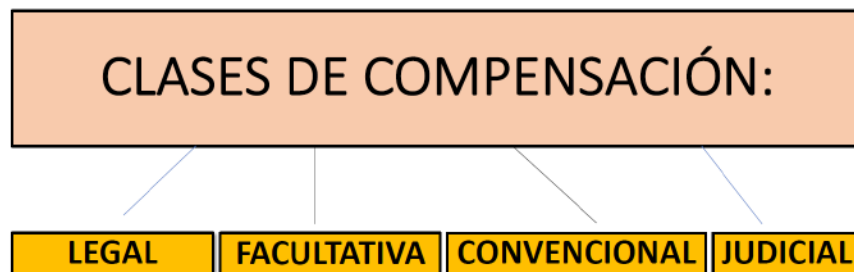 CLASES DE COMPENSACIÓN:
LEGAL
FACULTATIVA
CONVENCIONAL
JUDICIAL